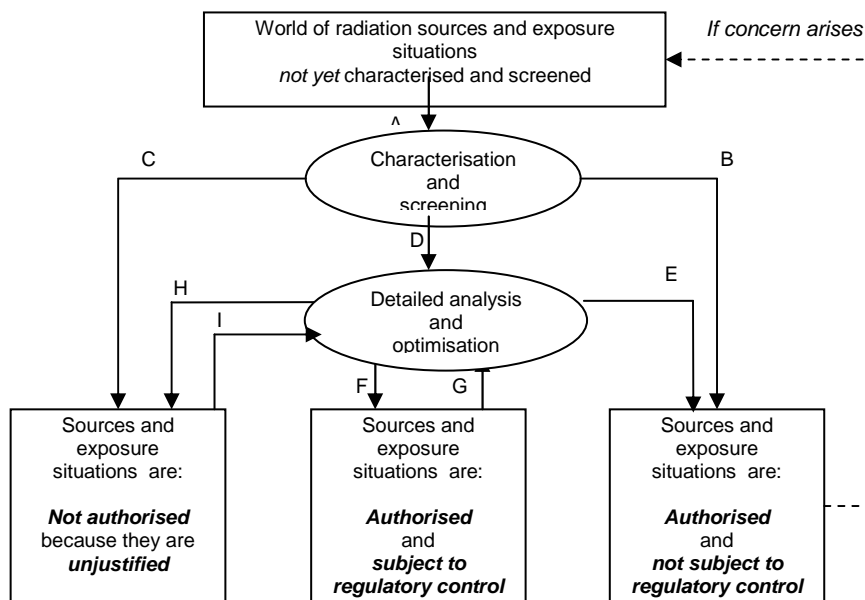 World of radiation sources and exposure
situations
not yet characterised and screened
If concern arises
^
C
Characterisation
and
screening
B
D
H
I
Detailed analysis
and
optimisation
E
F
G
Sources and
exposure
situations are:
Not authorised
because they are
unjustified
Sources and
exposure
situations are:
Authorised
and
subject to
regulatory control
Sources and
exposure
situations are:
Authorised
and
not subject to
regulatory control